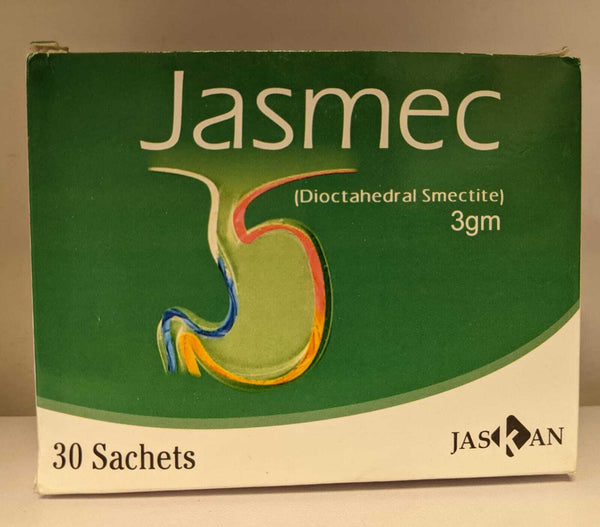 Jasmec
(Dioctahedral Smectite)
3gm
30 Sachets
JASKAN